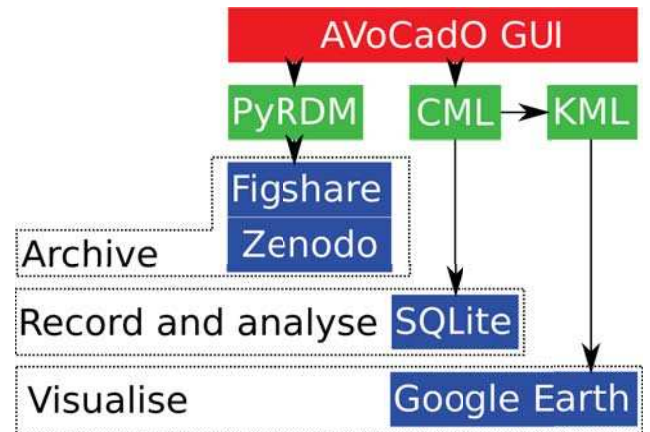 AVoCadO GUI
PyRDM
CML
KML
Figshare
Zenodo
Archive
Record and analyse
SQLite
Visualise
Google Earth